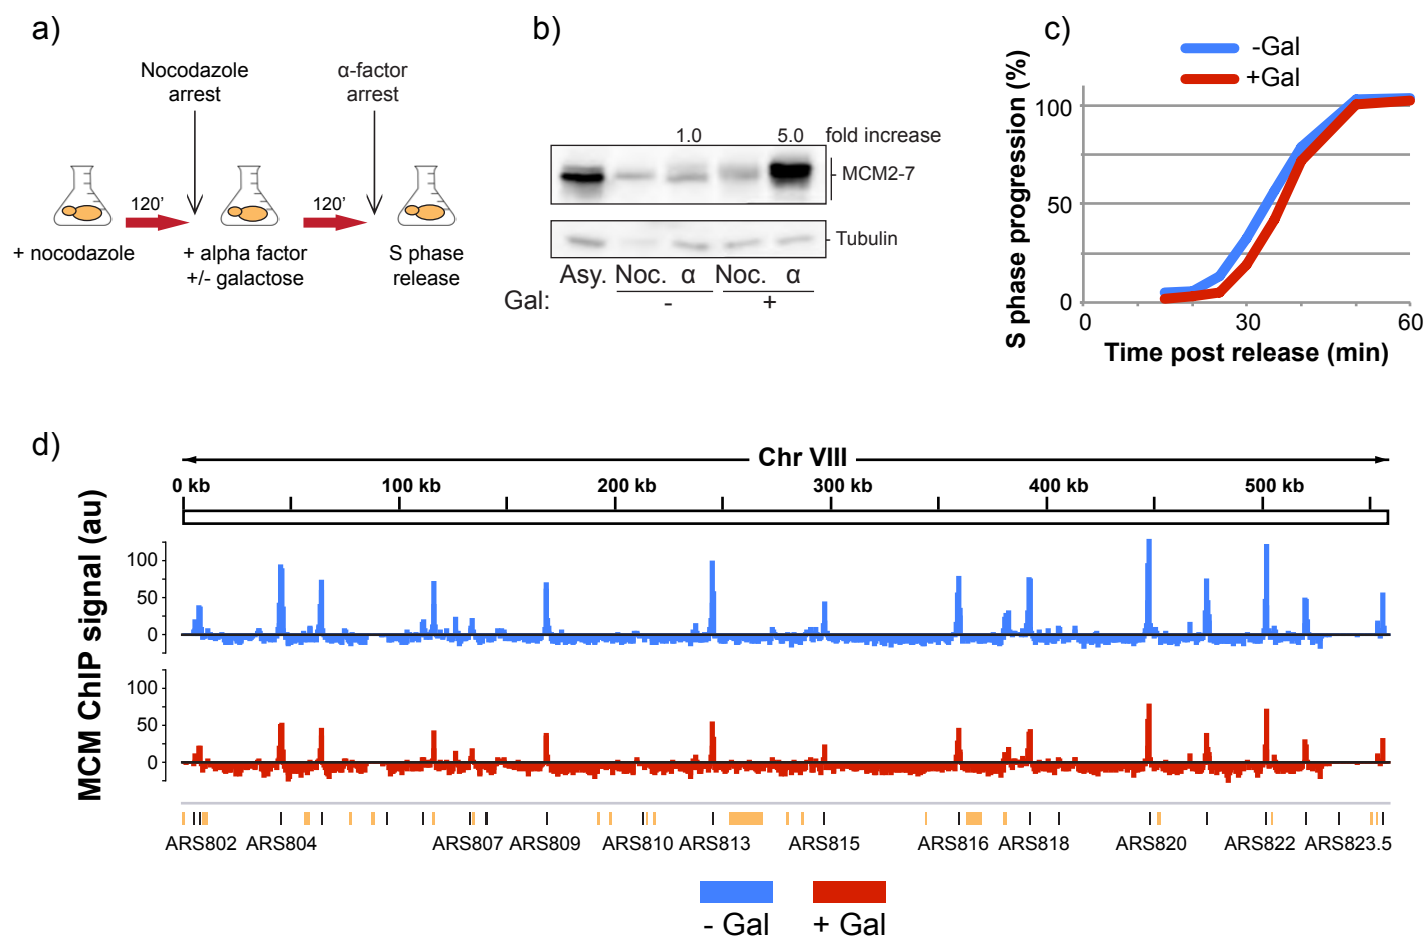 a)
Nocodazole
arrest
α-factor
arrest
120'
120'
+ nocodazole
+ alpha factor
+/- galactose
S phase
release
b)
1.0
5.0
fold increase
MCM2-7
Tubulin
Asy.
Noc.
α
Noc.
α
Gal:
-
+
c)
-Gal
+Gal
S phase progression (%)
100
50
0
0
30
60
Time post release (min)
d)
Chr VIII
0 kb
100 kb
200 kb
300 kb
400 kb
500 kb
MCM ChIP signal (au)
100
50
0
100
50
0
ARS802
ARS804
ARS807
ARS809
ARS810
ARS813
ARS815
ARS816
ARS818
ARS820
ARS822
ARS823.5
- Gal
+ Gal